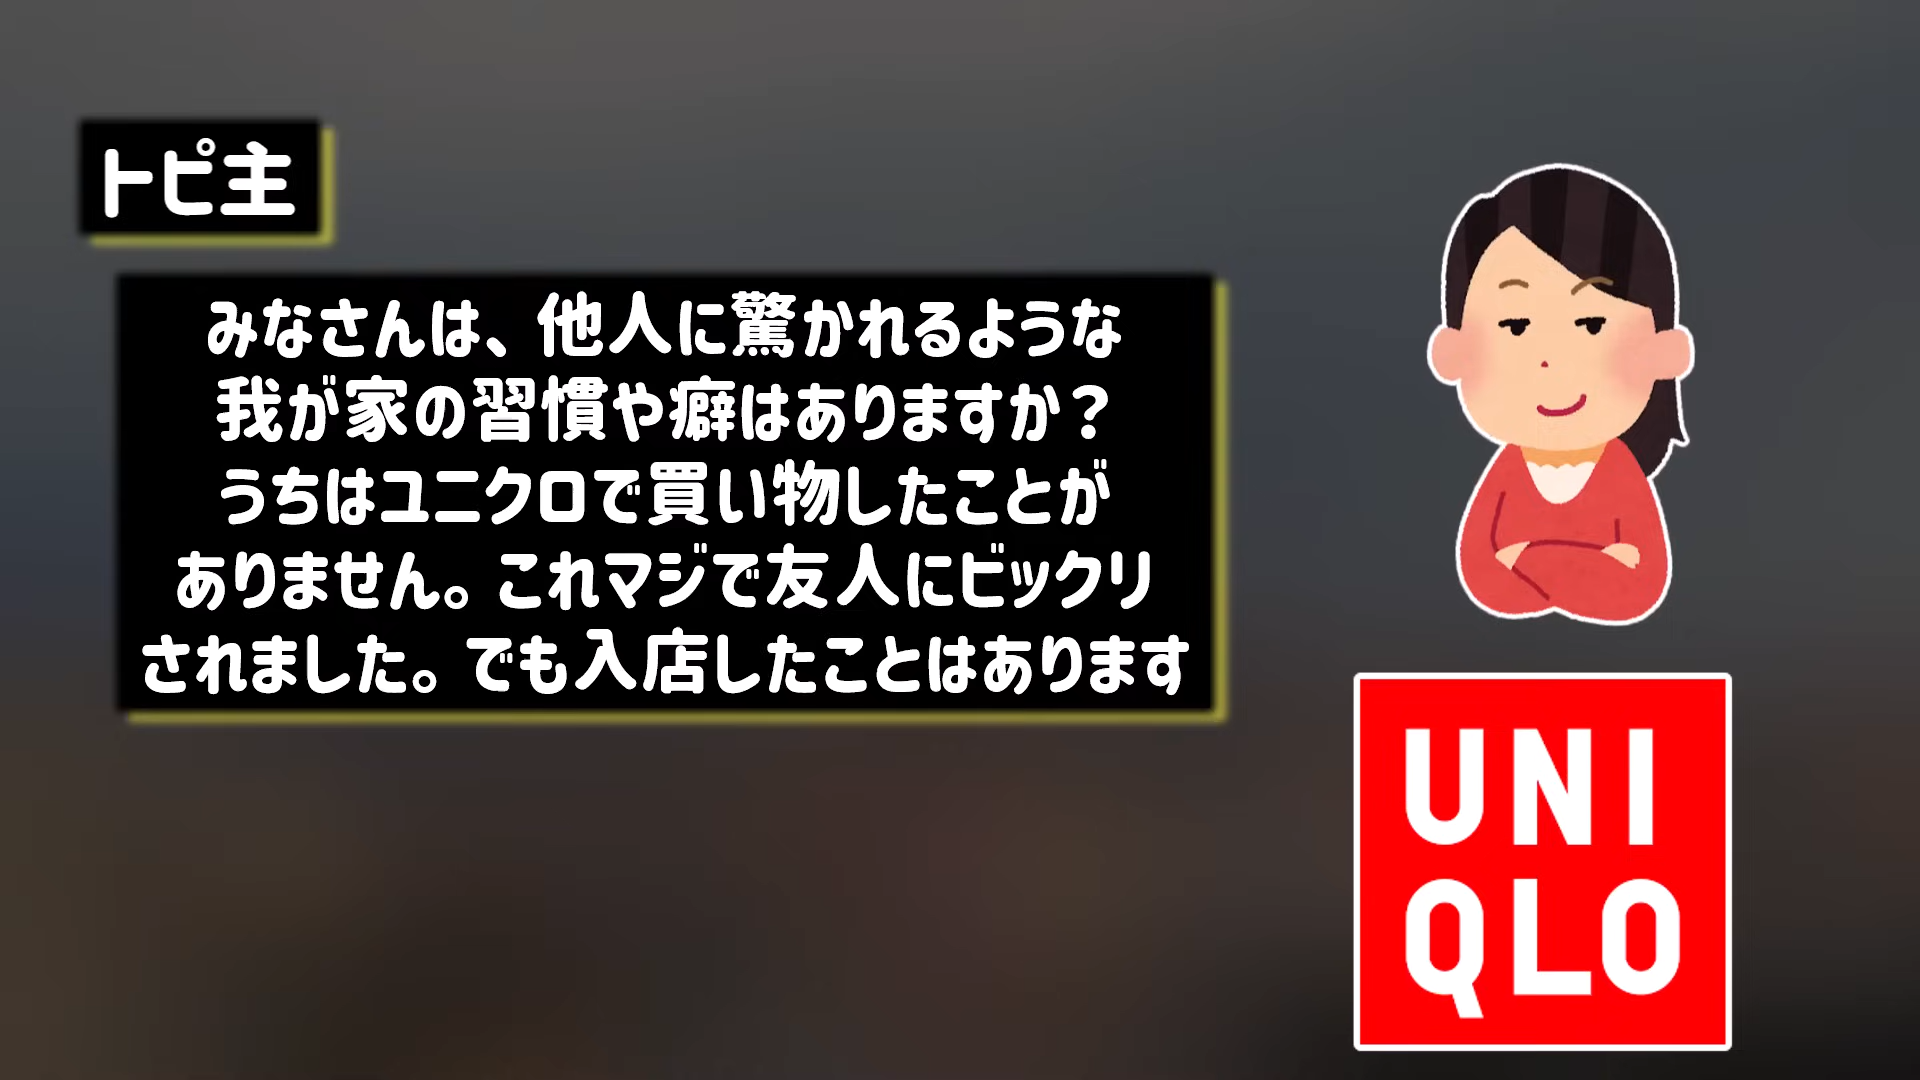 トピ主
みなさんは、他人に驚かれるような
我が家の習慣や癖はありますか？
うちはユニクロで買い物したことが
ありません。これマジで友人にビックリ
されました。でも入店したことはあります
UNI
QLO